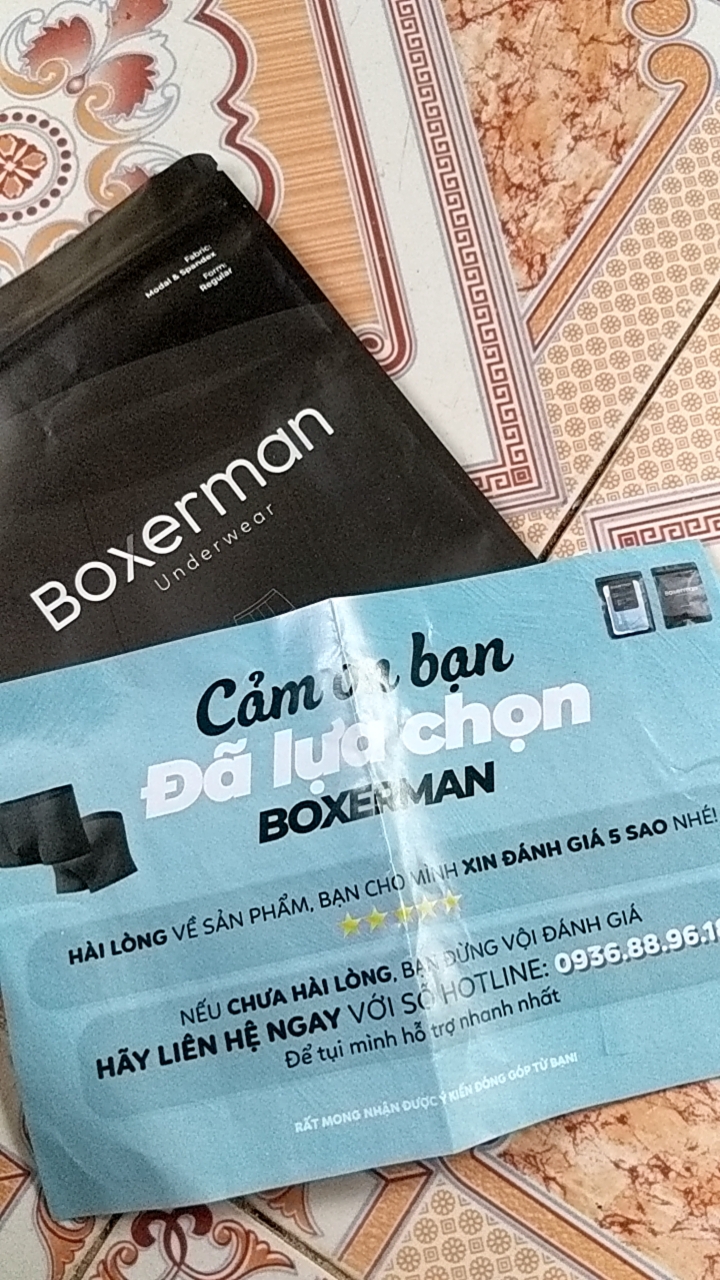 Fabric:
Modal & Spandex
Form:
Regular
Boxerman
Underwear
Cảm ơn bạn
Đã lựa chọn
BOXERMAN
HÀI LÒNG VỀ SẢN PHẨM, BẠN CHO MÌNH XIN ĐÁNH GIÁ 5 SAO NHÉ!
NẾU CHƯA HÀI LÒNG, BẠN ĐỪNG VỘI ĐÁNH GIÁ
HÃY LIÊN HỆ NGAY VỚI SỐ HOTLINE: 0936.88.96.1
Để tụi mình hỗ trợ nhanh nhất
RẤT MONG NHẬN ĐƯỢC Ý KIẾN ĐÓNG GÓP TỪ BẠN!